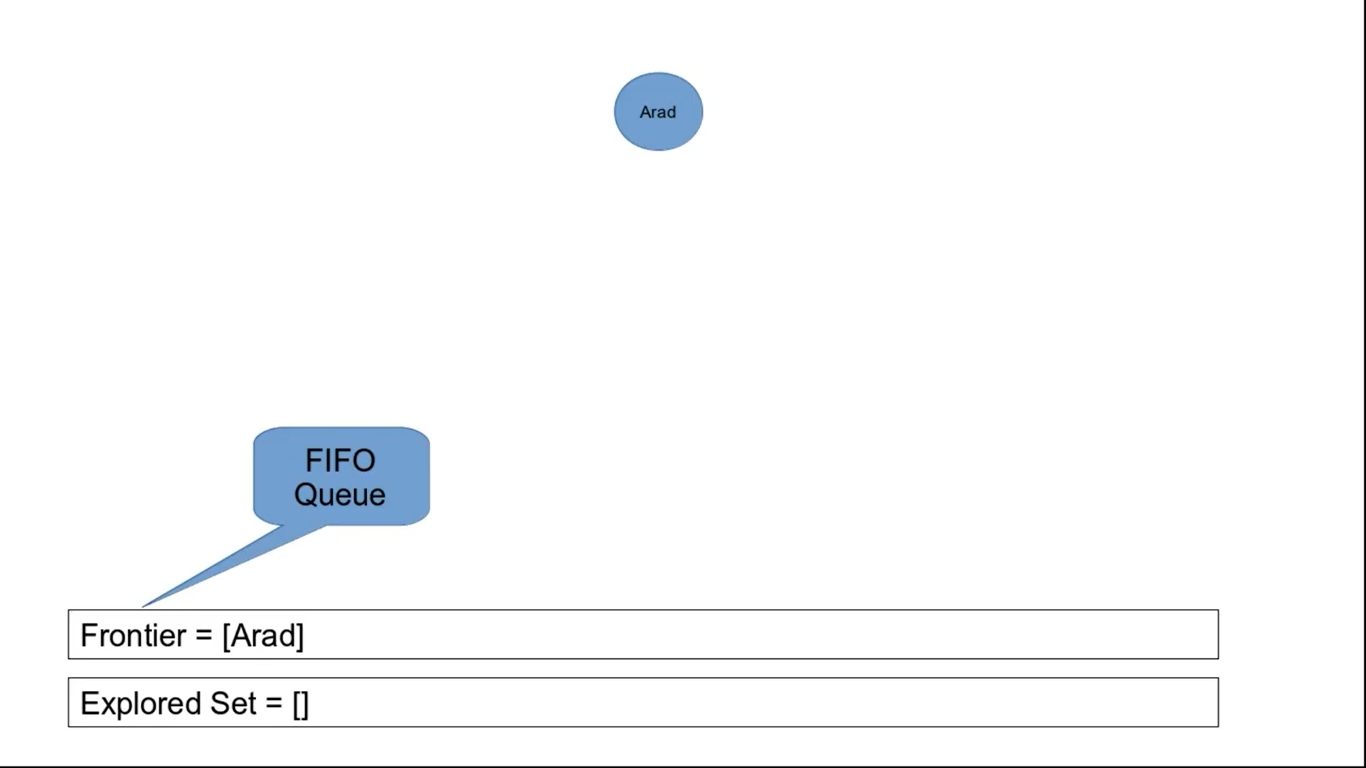 Arad
FIFO
Queue
Frontier = [Arad]
Explored Set = []